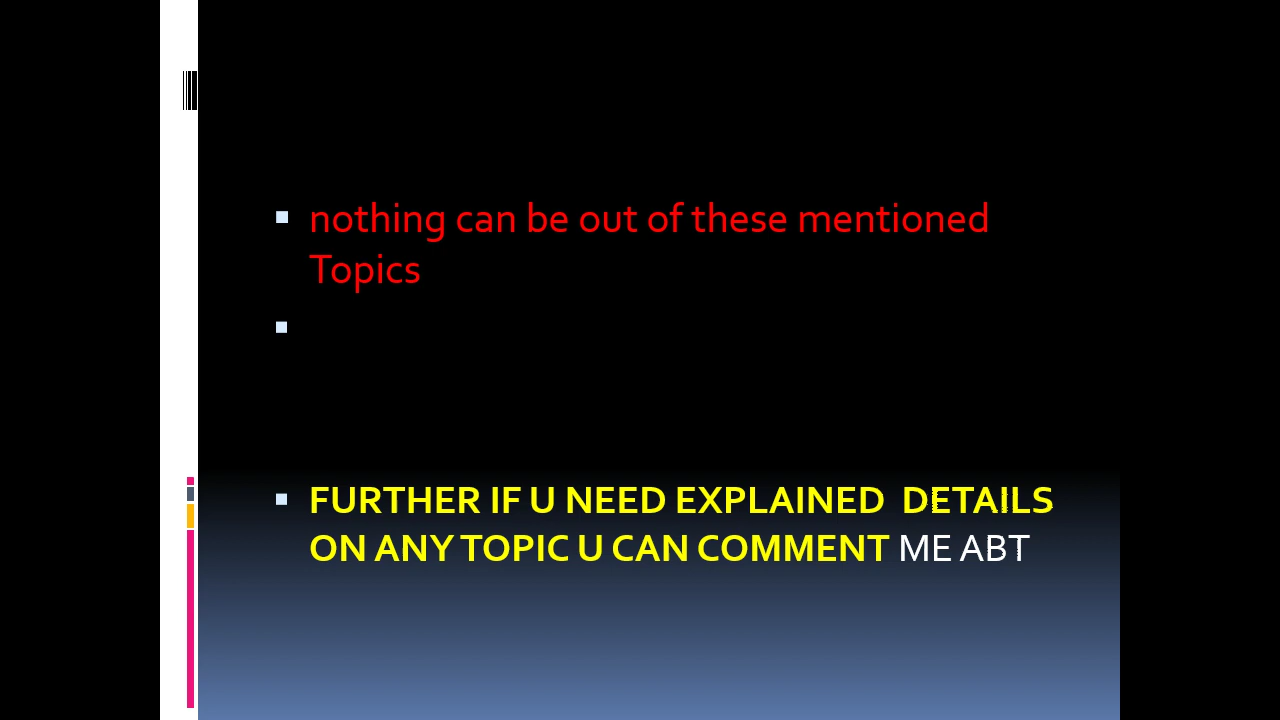 nothing can be out of these mentioned
Topics
FURTHER IF U NEED EXPLAINED DETAILS
ON ANY TOPIC U CAN COMMENT ME ABT